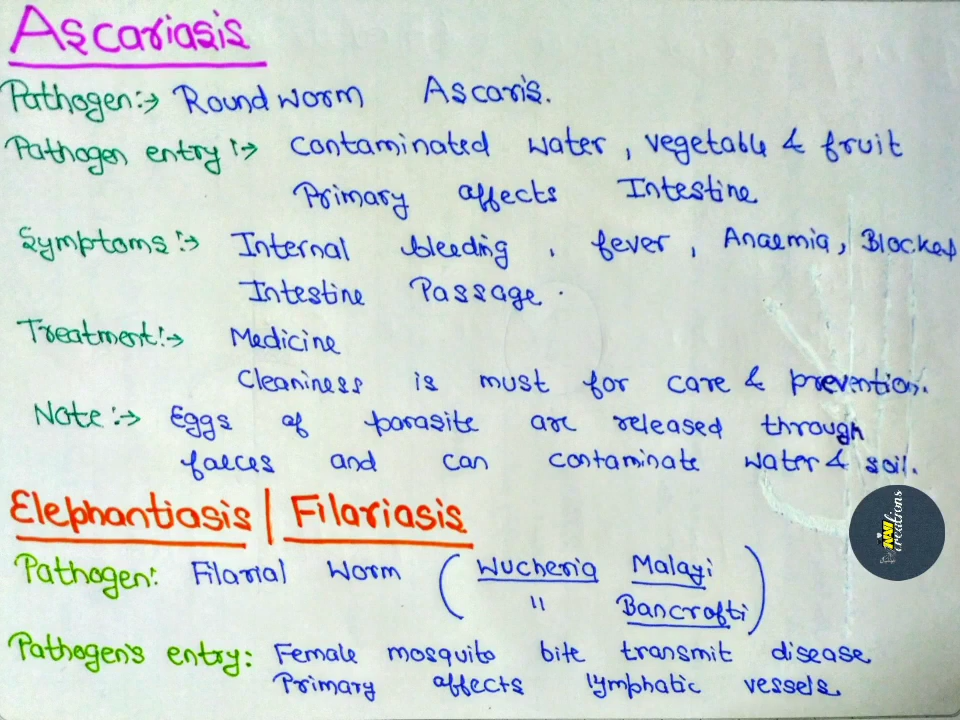 Ascariasis
Pathogen:→ Round worm Ascaris.
Pathogen entry:→ Contaminated water, vegetable & fruit
Primary affects Intestine
Symptoms:→ Internal bleeding, fever, Anaemia, Blocked
Intestine Passage.
Treatment:→ Medicine
Cleaniness is must for care & prevention.
Note:→ Eggs of parasite are released through
faeces and can contaminate water & soil.
Elephantiasis | Filariasis
Pathogen: Filarial Worm (Wucheria Malayi
" Bancrofti)
Pathogen's entry: Female mosquito bite transmit disease
Primary affects lymphatic vessels.
creations